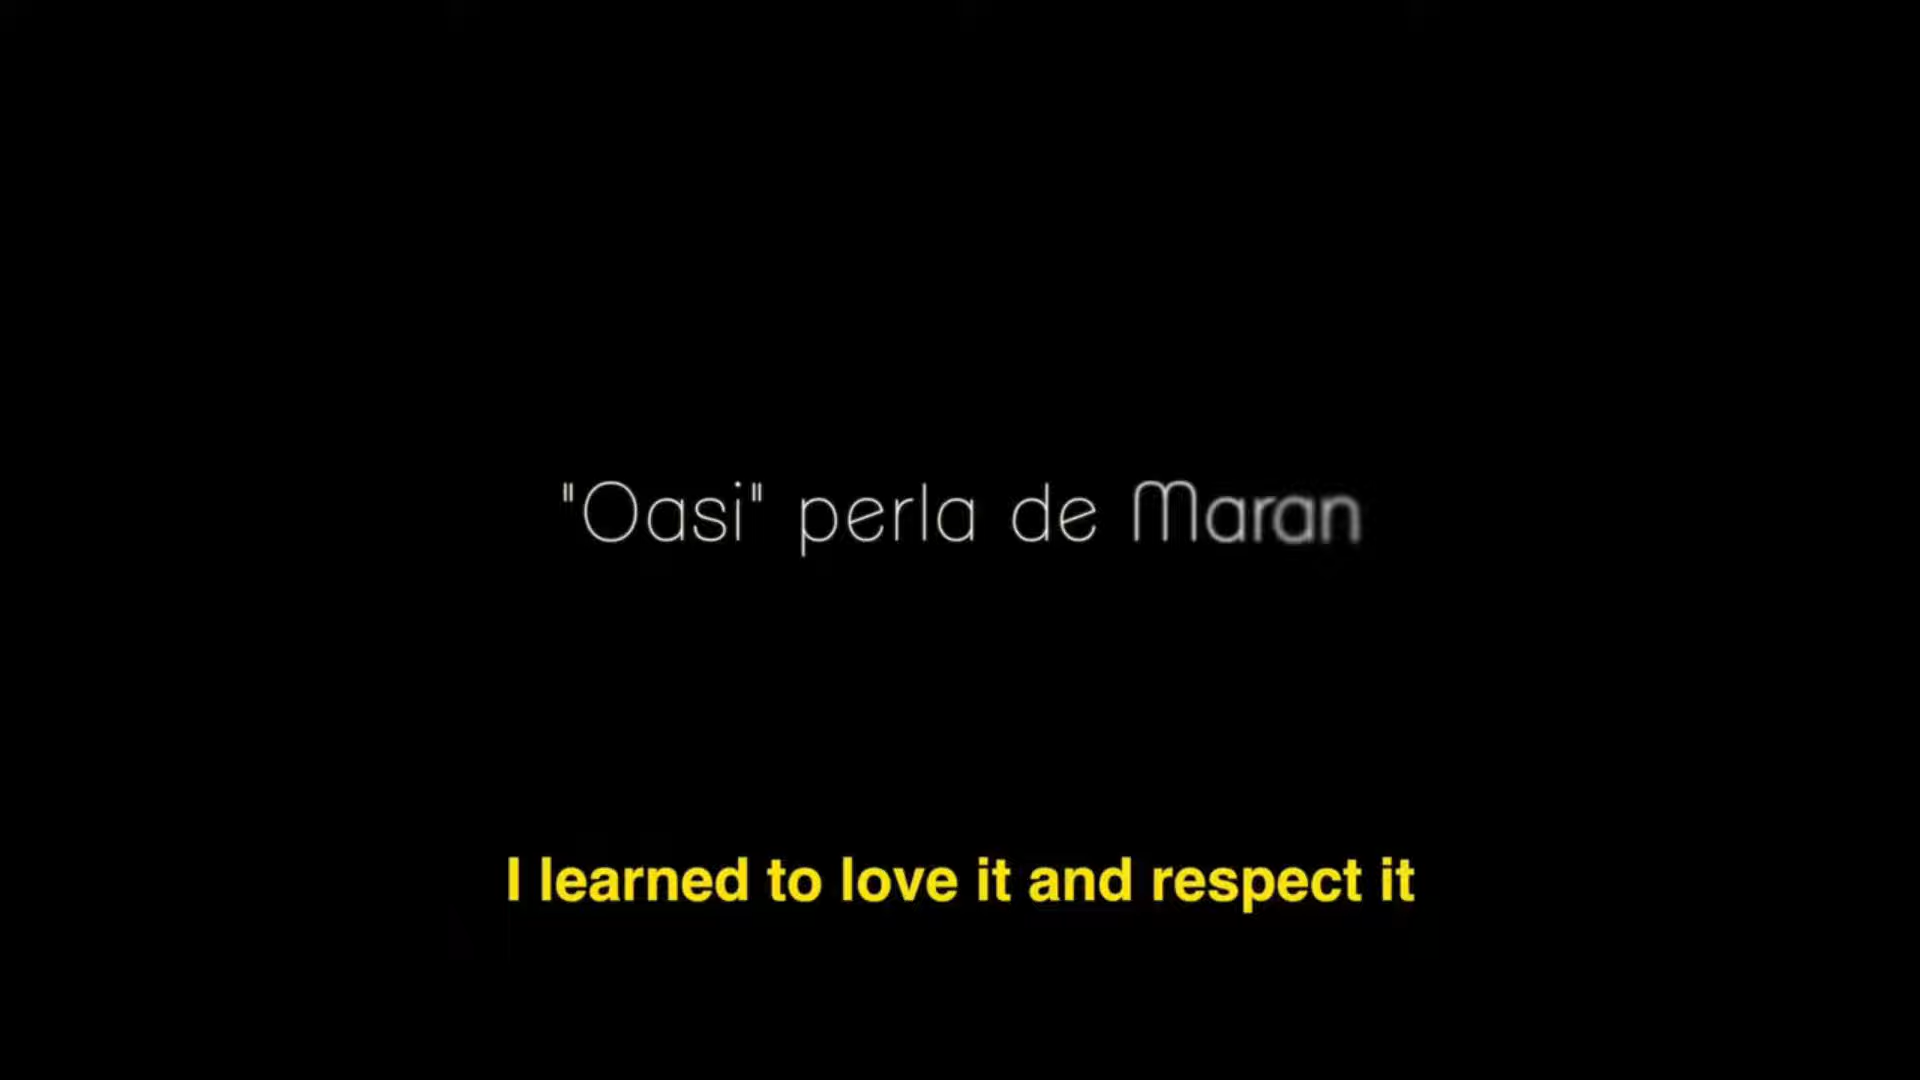 "Oasi" perla de Maran
I learned to love it and respect it